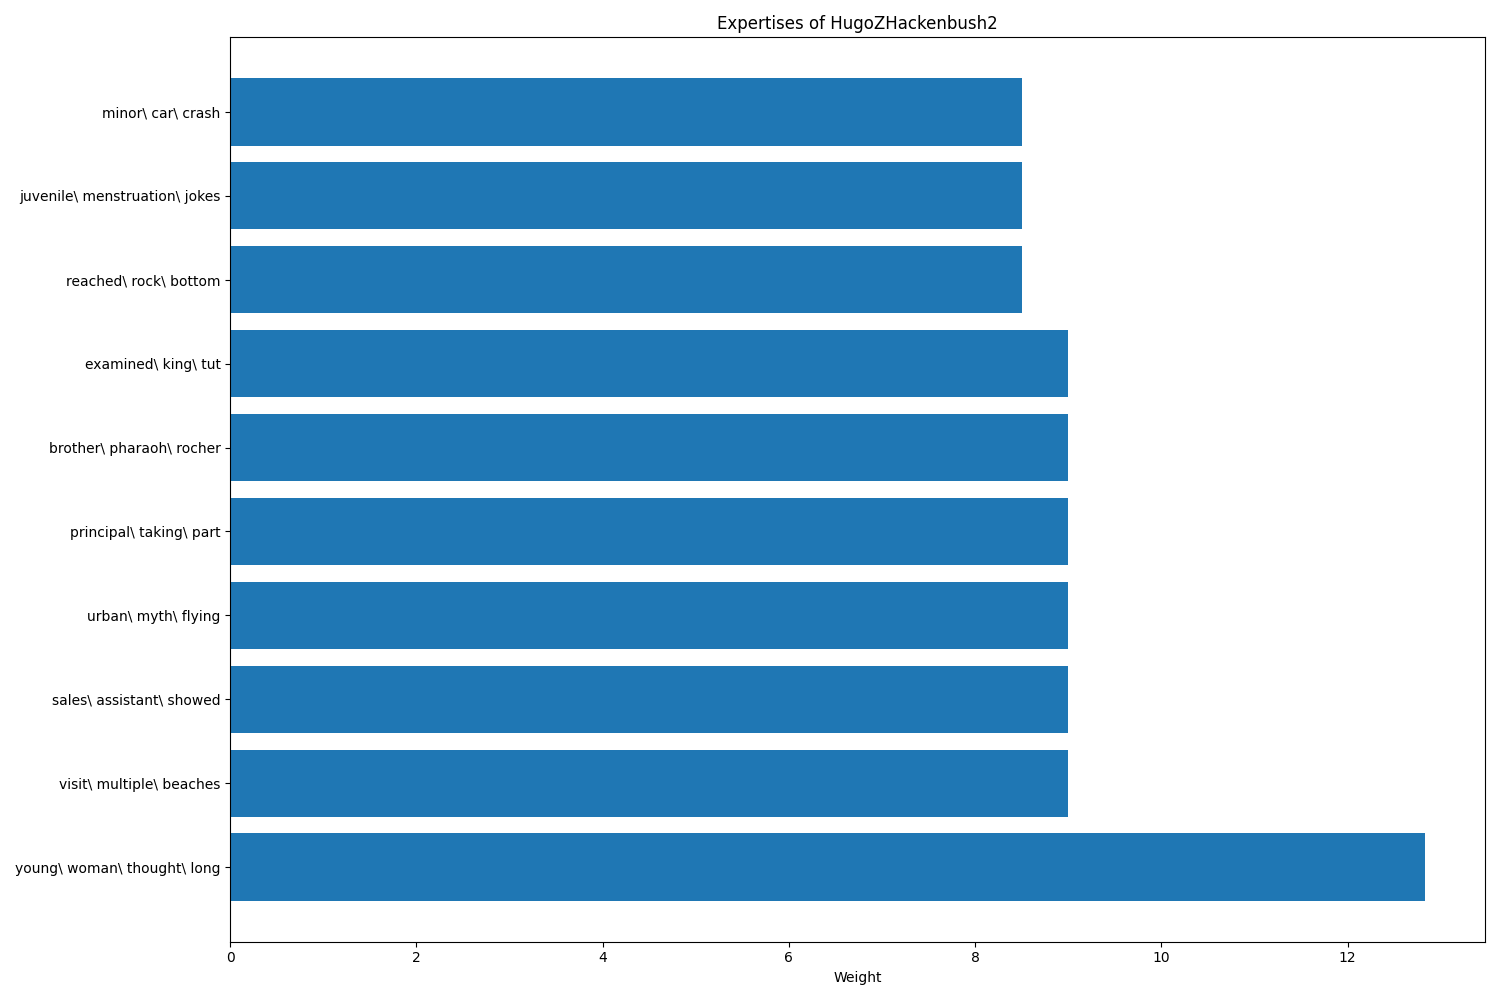 Expertises of HugoZHackenbush2
minor\ car\ crash
juvenile\ menstruation\ jokes
reached\ rock\ bottom
examined\ king\ tut
brother\ pharaoh\ rocher
principal\ taking\ part
urban\ myth\ flying
sales\ assistant\ showed
visit\ multiple\ beaches
young\ woman\ thought\ long
0 2 4 6 8 10 12
Weight